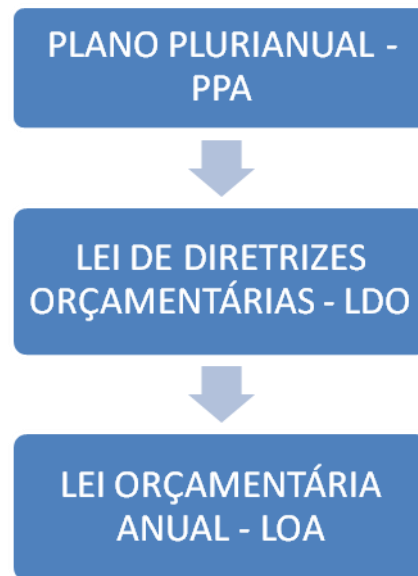 PLANO PLURIANUAL -
PPA
LEI DE DIRETRIZES
ORÇAMENTÁRIAS - LDO
LEI ORÇAMENTÁRIA
ANUAL - LOA